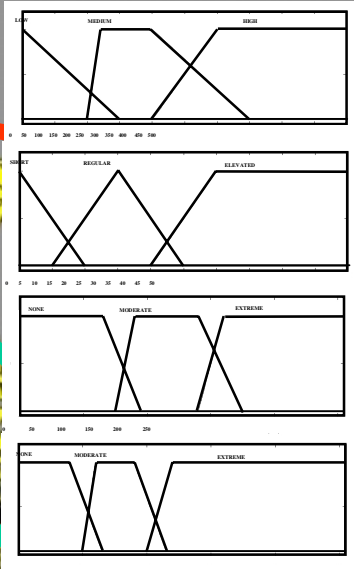 LOW MEDIUM HIGH
0 50 100 150 200 250 300 350 400 450 500
SHORT REGULAR ELEVATED
0 5 10 15 20 25 30 35 40 45 50
NONE MODERATE EXTREME
0 50 100 150 200 250
NONE MODERATE EXTREME